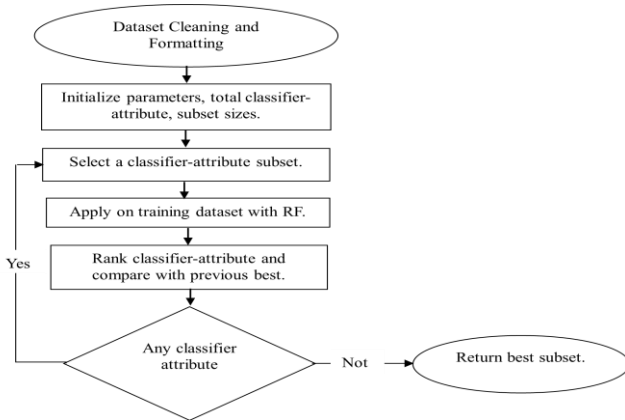 Dataset Cleaning and
Formatting
Initialize parameters, total classifier-
attribute, subset sizes.
Select a classifier-attribute subset.
Apply on training dataset with RF.
Yes
Rank classifier-attribute and
compare with previous best.
Any classifier
attribute
Not
Return best subset.